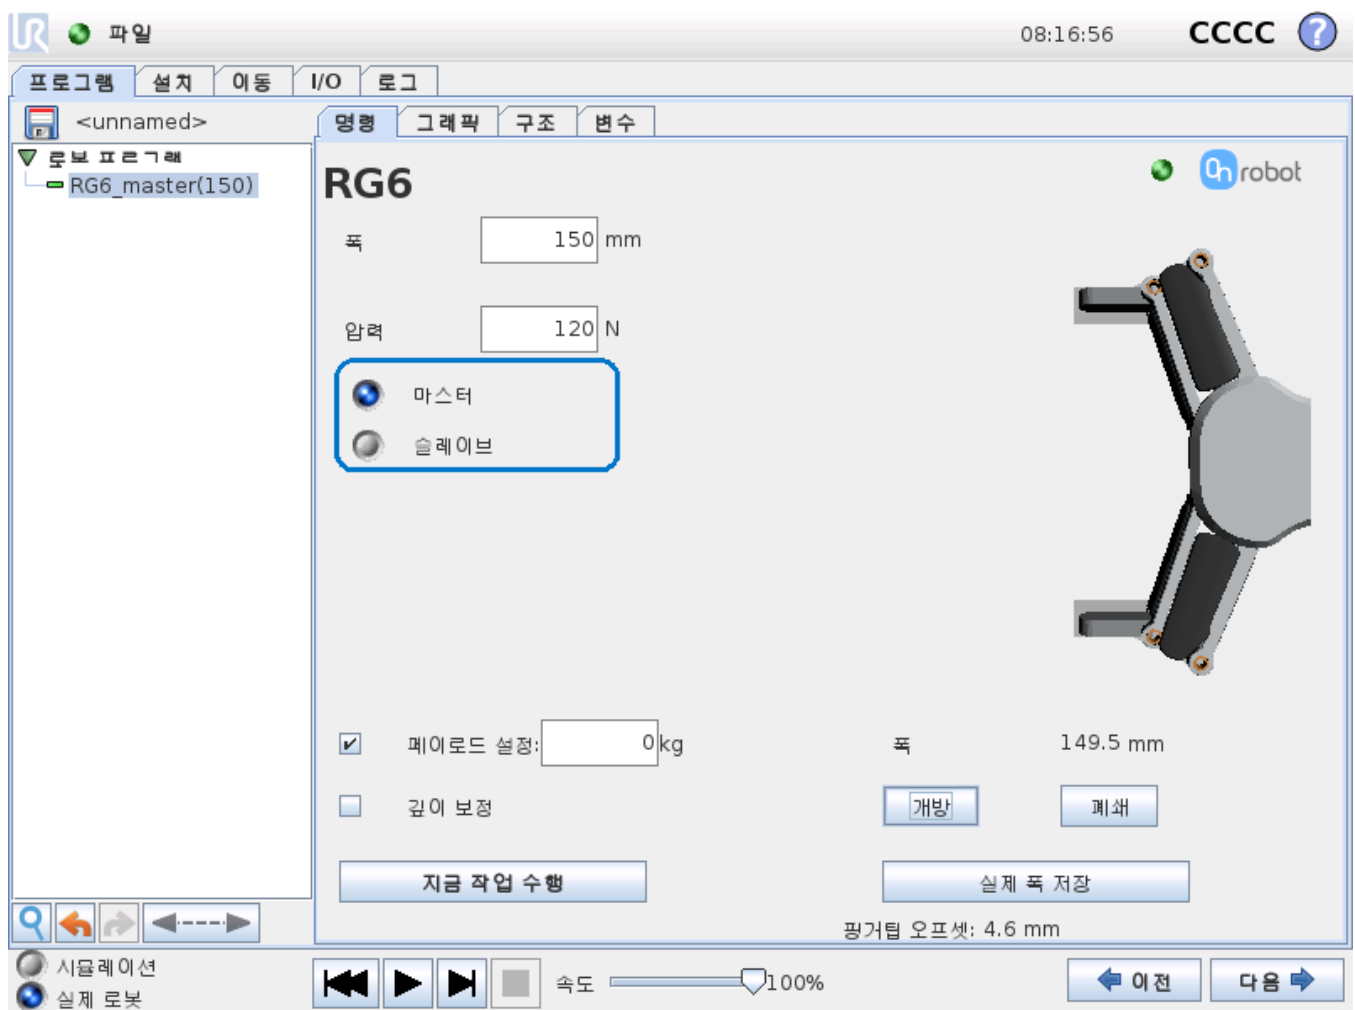 UR 파일 08:16:56 CCCC ?
프로그램 설치 이동 I/O 로그
<unnamed> 명령 그래픽 구조 변수
로봇 프로그램
RG6_master(150)
RG6
On robot
폭 150 mm
압력 120 N
마스터
슬레이브
페이로드 설정: 0 kg 폭 149.5 mm
깊이 보정 개방 폐쇄
지금 작업 수행 실제 폭 저장
핑거팁 오프셋: 4.6 mm
시뮬레이션
실제 로봇
속도 100% 이전 다음